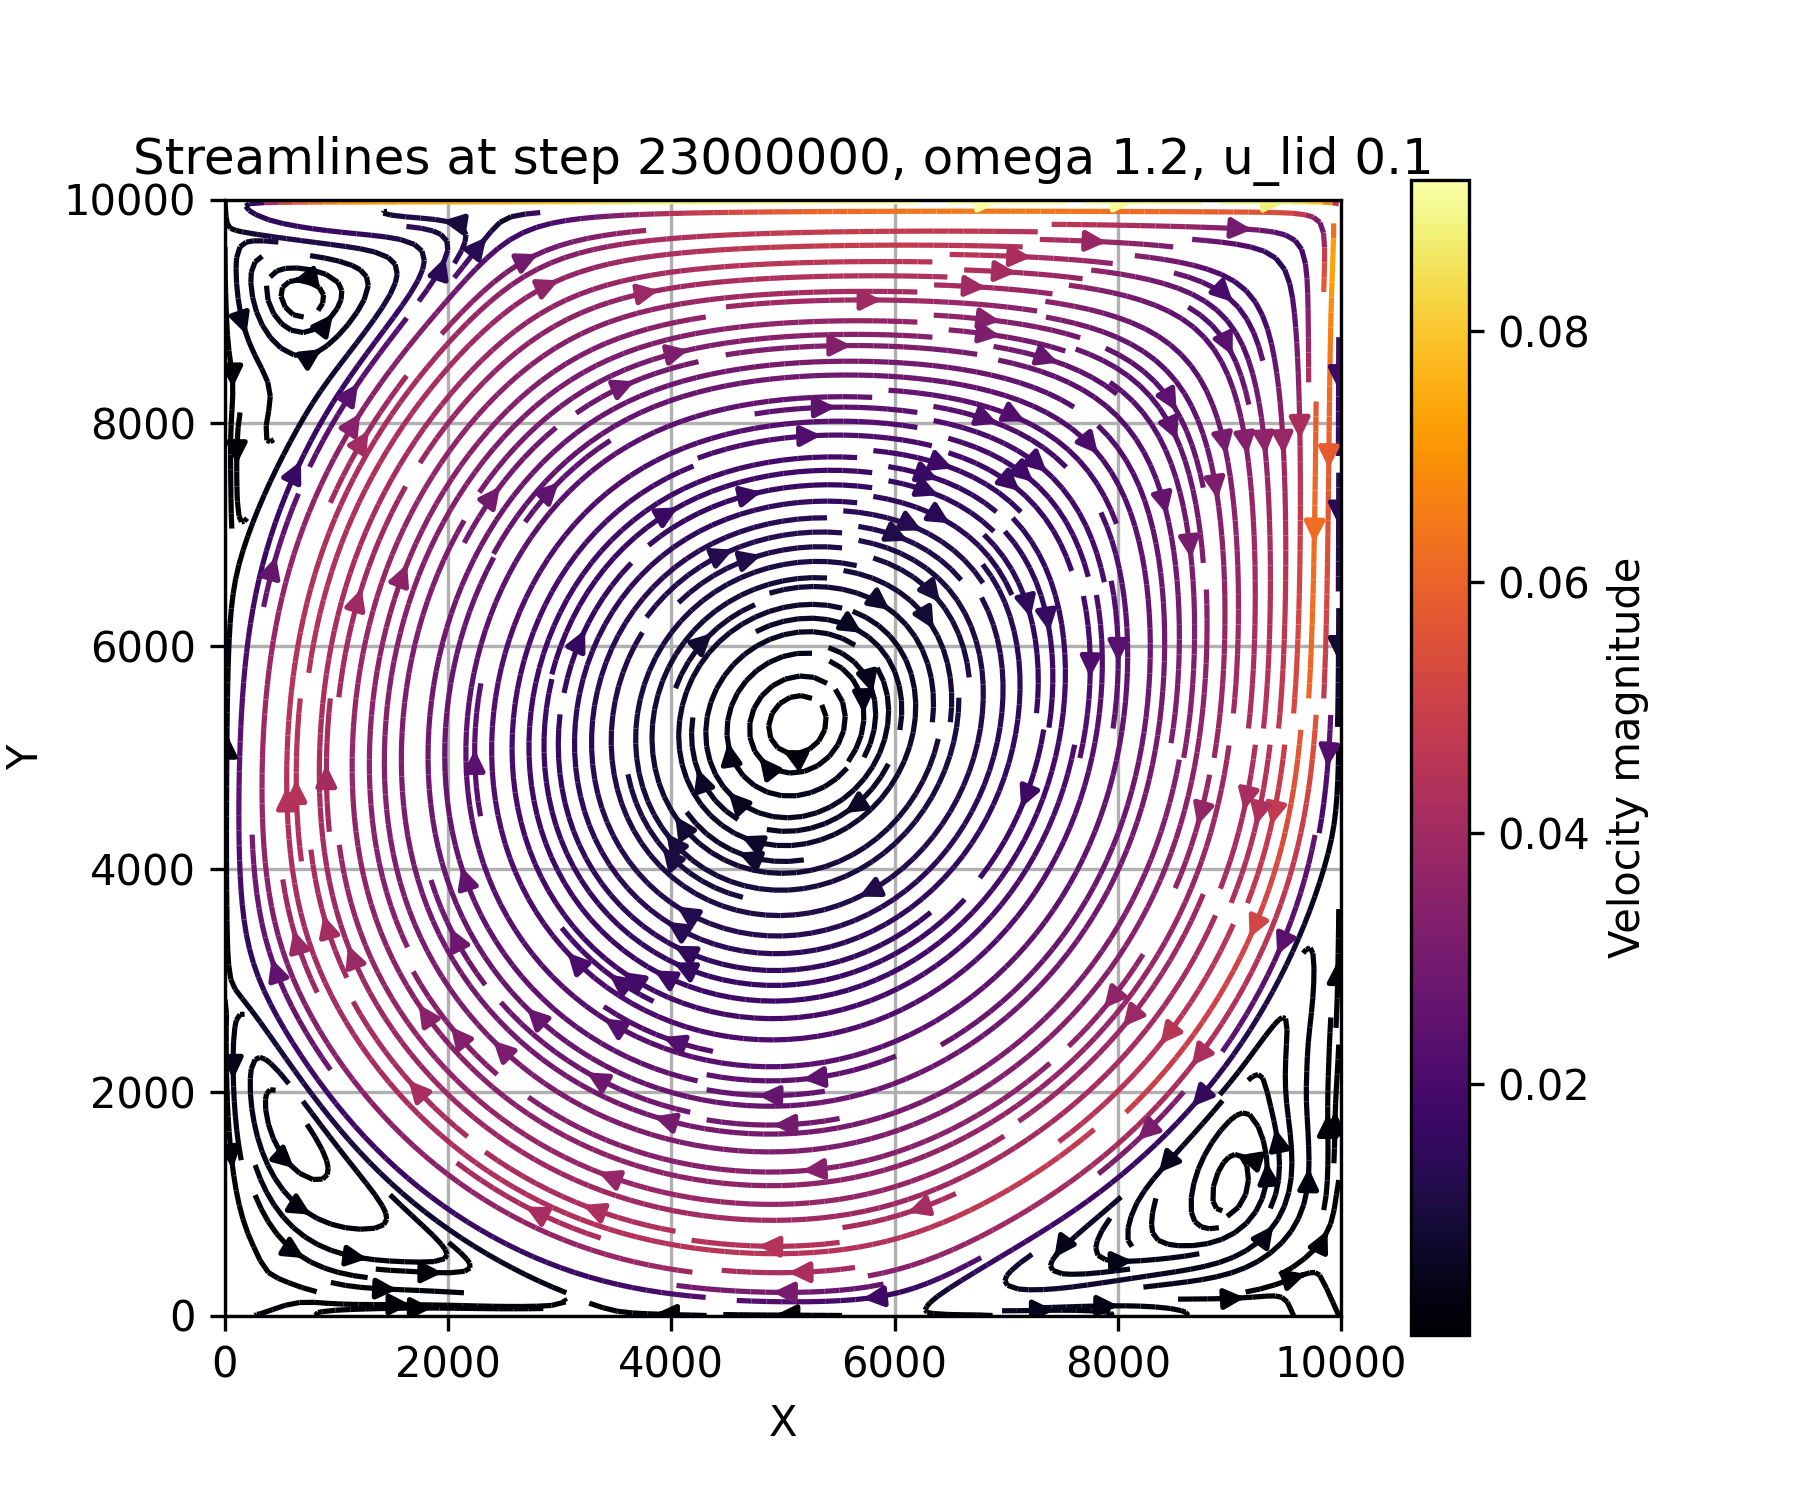 Streamlines at step 23000000, omega 1.2, u_lid 0.1
10000
8000
6000
4000
2000
0
Y
0 2000 4000 6000 8000 10000
X
0.08
0.06
0.04
0.02
Velocity magnitude